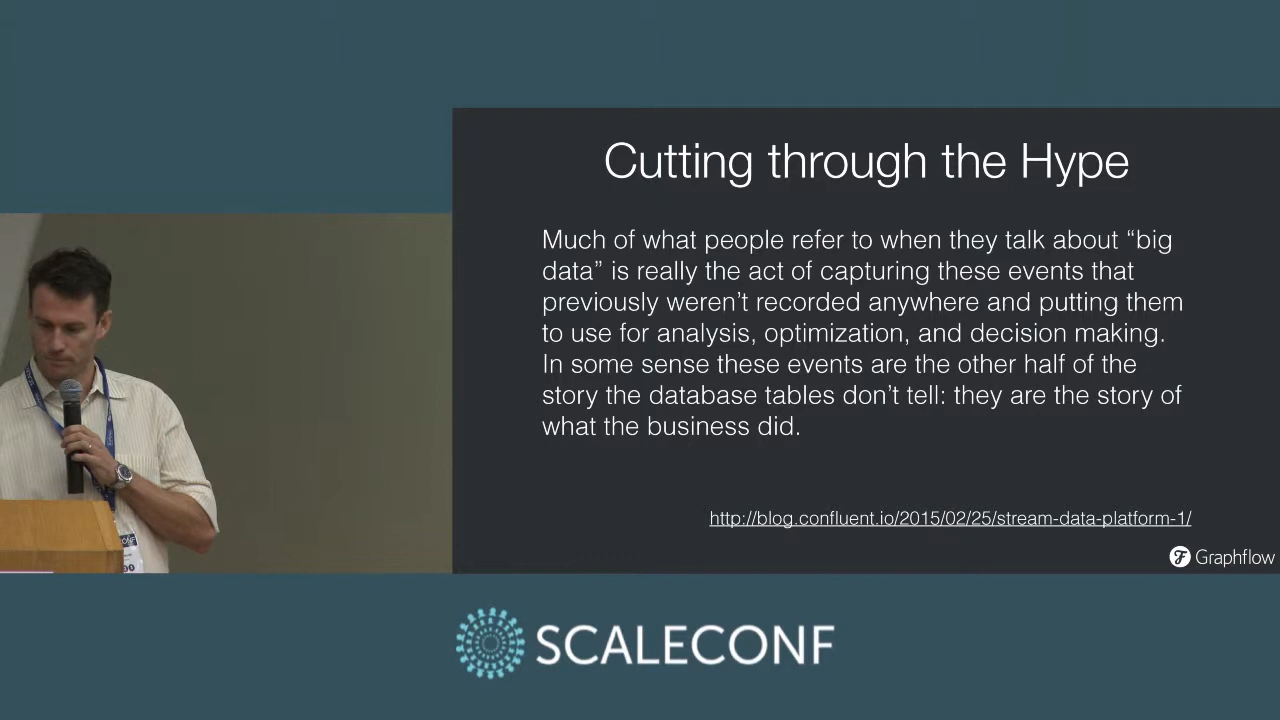 Cutting through the Hype
Much of what people refer to when they talk about “big
data” is really the act of capturing these events that
previously weren’t recorded anywhere and putting them
to use for analysis, optimization, and decision making.
In some sense these events are the other half of the
story the database tables don’t tell: they are the story of
what the business did.
http://blog.confluent.io/2015/02/25/stream-data-platform-1/
Graphflow
SCALECONF